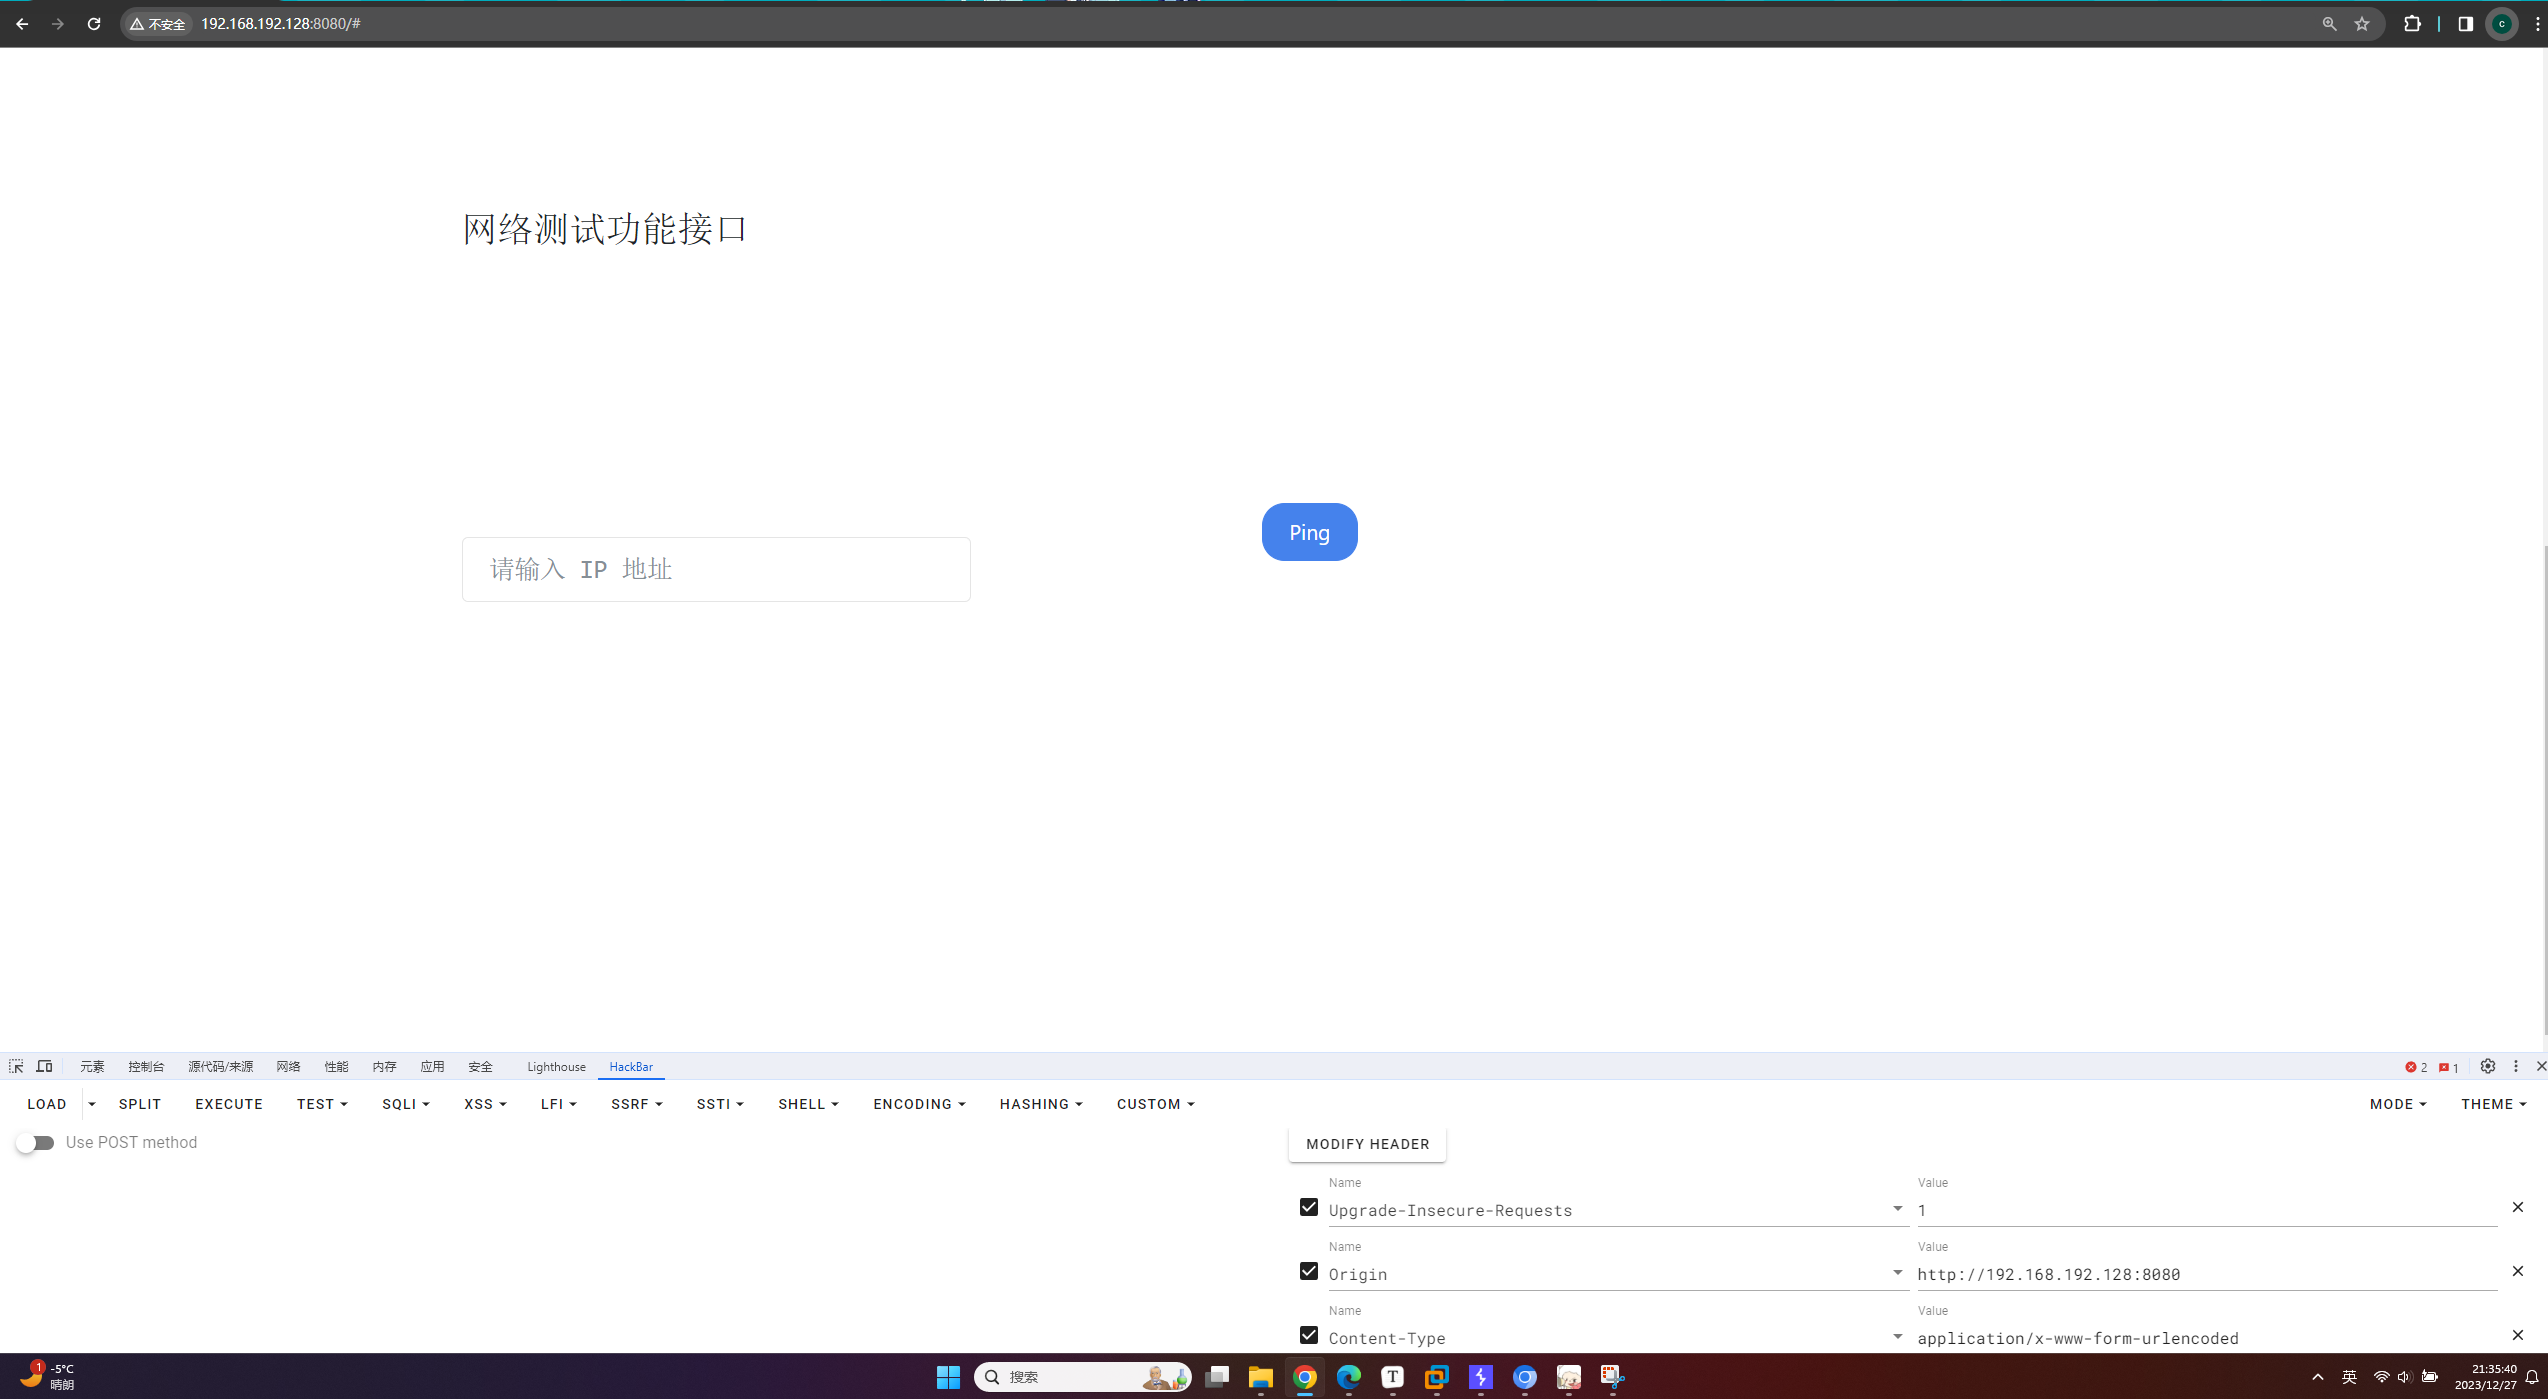 不安全 192.168.192.128:8080/#
网络测试功能接口
Ping
请输入 IP 地址
元素 控制台 源代码/来源 网络 性能 内存 应用 安全 Lighthouse HackBar 2 1
LOAD SPLIT EXECUTE TEST SQLI XSS LFI SSRF SSTI SHELL ENCODING HASHING CUSTOM MODE THEME
Use POST method
MODIFY HEADER
Name Value
Upgrade-Insecure-Requests 1
Name Value
Origin http://192.168.192.128:8080
Name Value
Content-Type application/x-www-form-urlencoded
1 -5°C
晴朗
搜索
英
21:35:40
2023/12/27